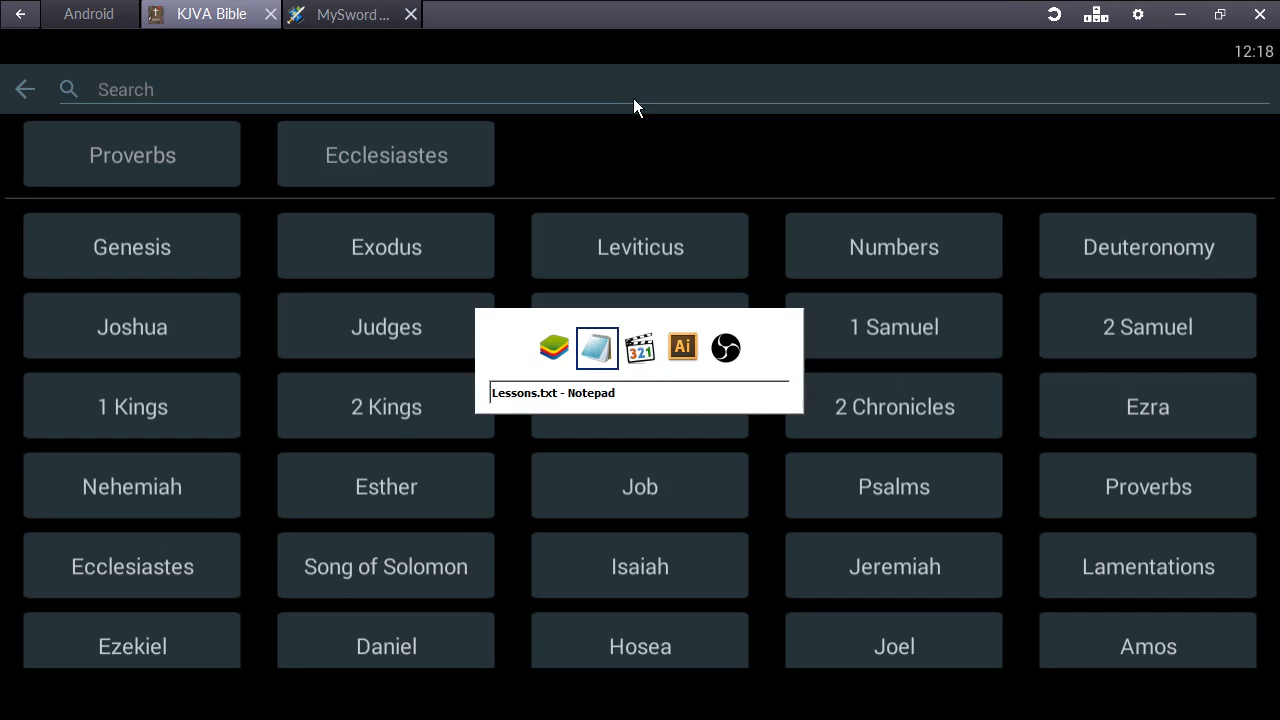 Android
KJVA Bible
MySword ...
12:18
Search
Proverbs
Ecclesiastes
Genesis
Exodus
Leviticus
Numbers
Deuteronomy
Joshua
Judges
1 Samuel
2 Samuel
321
Ai
Lessons.txt - Notepad
1 Kings
2 Kings
2 Chronicles
Ezra
Nehemiah
Esther
Job
Psalms
Proverbs
Ecclesiastes
Song of Solomon
Isaiah
Jeremiah
Lamentations
Ezekiel
Daniel
Hosea
Joel
Amos